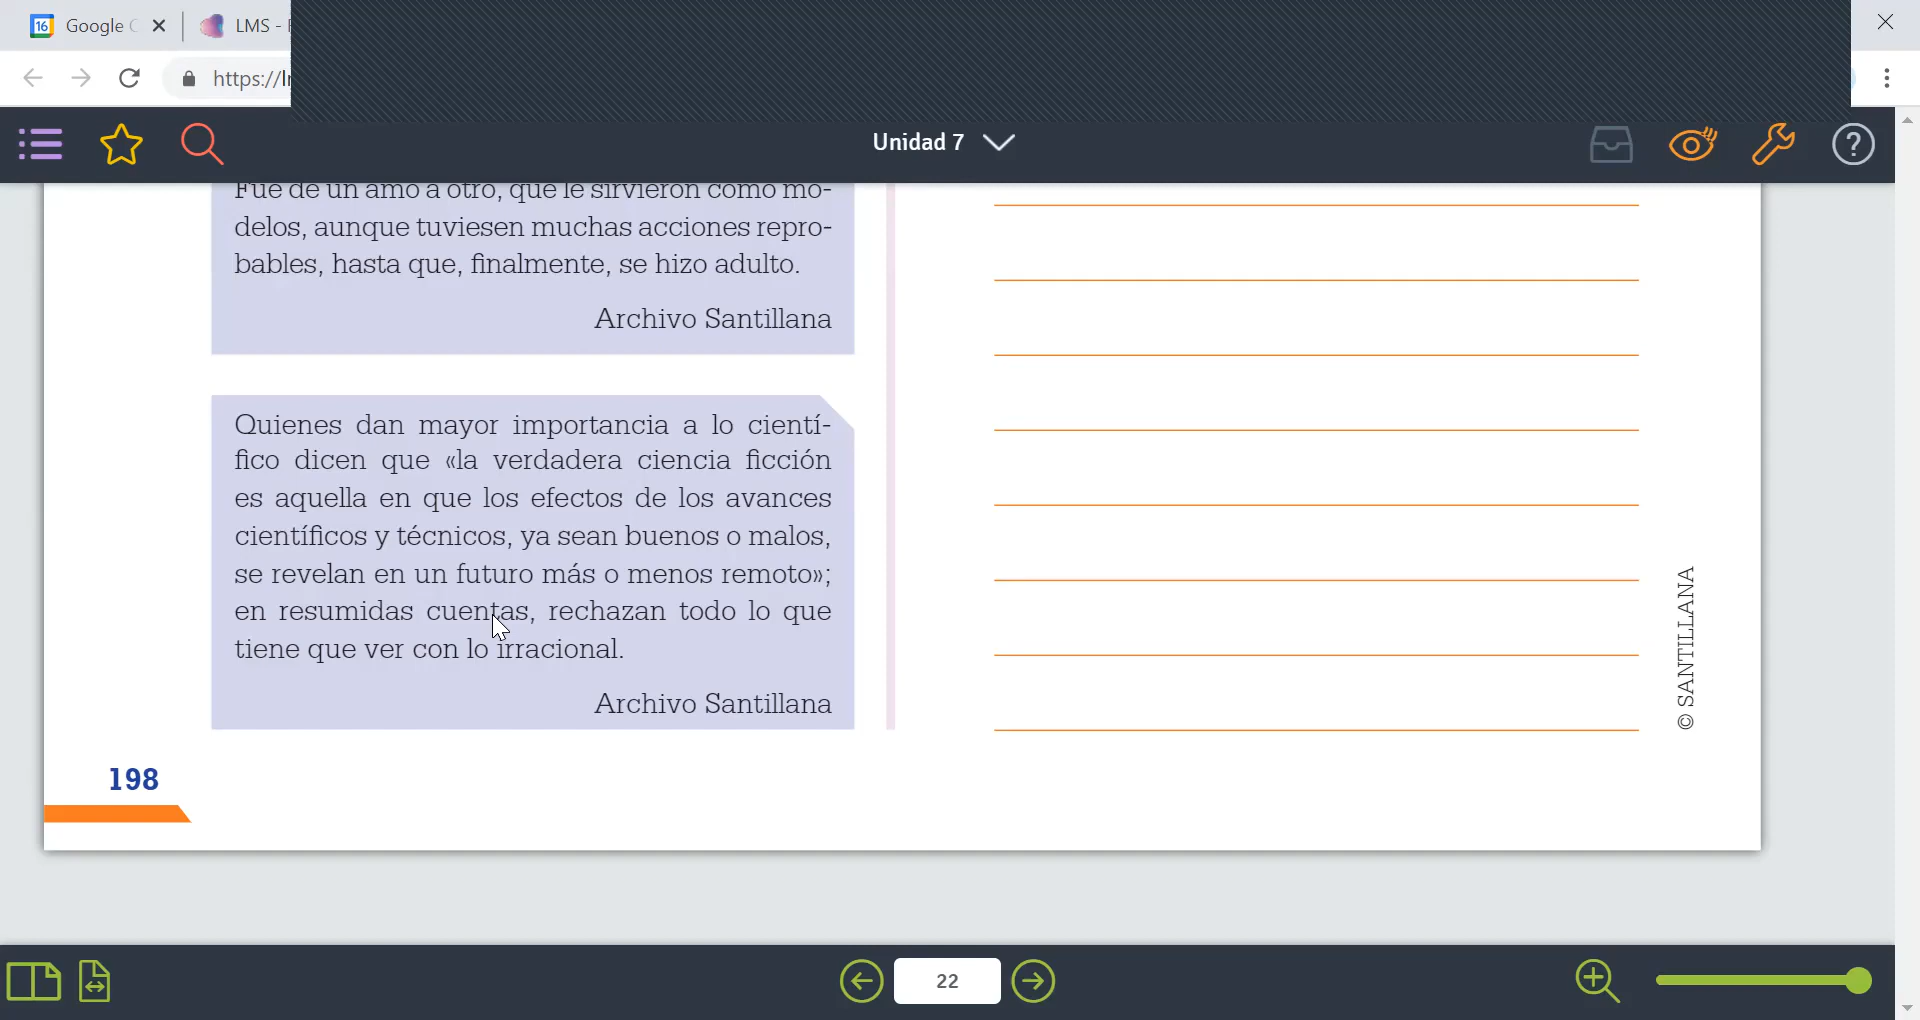 Google C
LMS - F
https://lr
Unidad 7
Fue de un amo a otro, que le sirvieron como mo-
delos, aunque tuviesen muchas acciones repro-
bables, hasta que, finalmente, se hizo adulto.
Archivo Santillana
Quienes dan mayor importancia a lo cientí-
fico dicen que «la verdadera ciencia ficción
es aquella en que los efectos de los avances
científicos y técnicos, ya sean buenos o malos,
se revelan en un futuro más o menos remoto»;
en resumidas cuentas, rechazan todo lo que
tiene que ver con lo irracional.
Archivo Santillana
© SANTILLANA
198
22